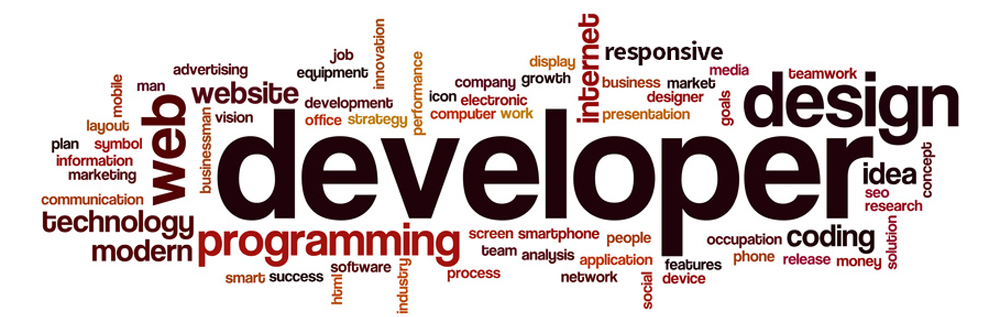 innovation
internet
responsive
job
equipment
performance
display
growth
business
market
media
teamwork
advertising
man
mobile
website
development
office
strategy
company
icon
electronic
computer
work
designer
presentation
goals
design
layout
plan
symbol
information
marketing
web
businessman
vision
developer
idea
concept
seo
research
communication
technology
modern
programming
screen
smartphone
people
occupation
coding
solution
team
analysis
application
phone
release
money
smart
success
software
html
industry
process
network
social
features
device